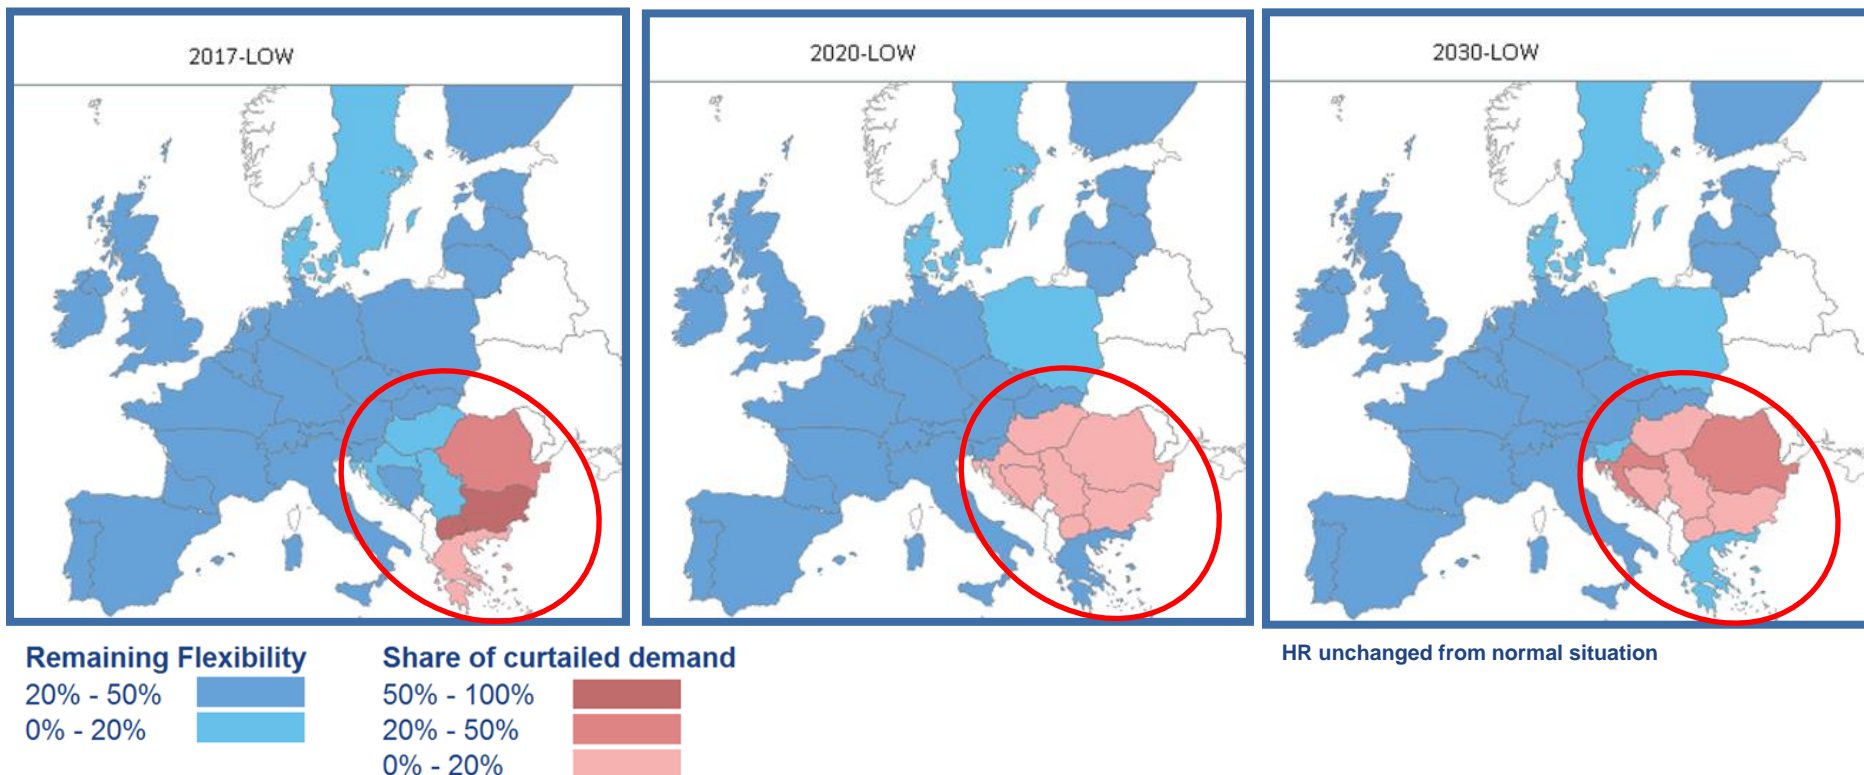 2017-LOW
2020-LOW
2030-LOW
Remaining Flexibility
20% - 50%
0% - 20%
Share of curtailed demand
50% - 100%
20% - 50%
0% - 20%
HR unchanged from normal situation